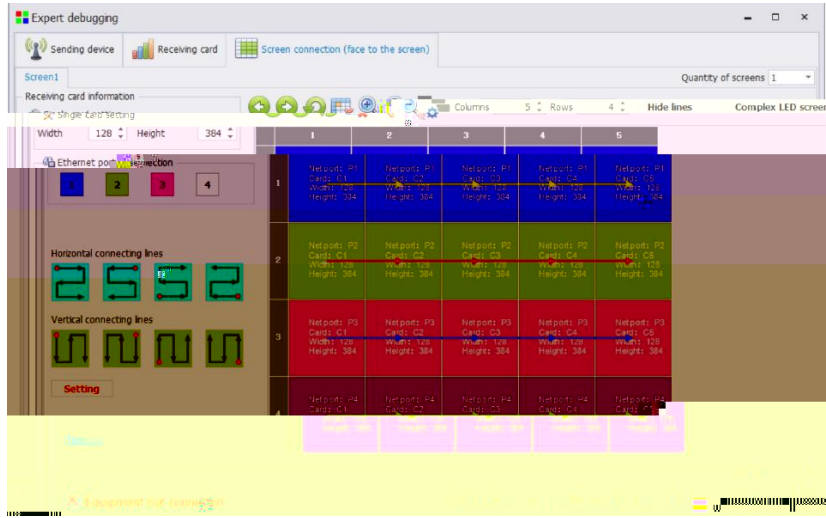 Expert debugging
Sending device Receiving card Screen connection (face to the screen)
Screen1 Quantity of screens 1
Receiving card information
Columns 5 Rows 4 Hide lines Complex LED screen
Single card setting
Width 128 Height 384
1 2 3 4 5
Ethernet port
1 2 3 4
1
Netport: P1 Netport: P1 Netport: P1 Netport: P1 Netport: P1
Card: C1 Card: C2 Card: C3 Card: C4 Card: C5
Width: 128 Width: 128 Width: 128 Width: 128 Width: 128
Height: 384 Height: 384 Height: 384 Height: 384 Height: 384
Horizontal connecting lines
2
Netport: P2 Netport: P2 Netport: P2 Netport: P2 Netport: P2
Card: C1 Card: C2 Card: C3 Card: C4 Card: C5
Width: 128 Width: 128 Width: 128 Width: 128 Width: 128
Height: 384 Height: 384 Height: 384 Height: 384 Height: 384
Vertical connecting lines
3
Netport: P3 Netport: P3 Netport: P3 Netport: P3 Netport: P3
Card: C1 Card: C2 Card: C3 Card: C4 Card: C5
Width: 128 Width: 128 Width: 128 Width: 128 Width: 128
Height: 384 Height: 384 Height: 384 Height: 384 Height: 384
Setting
Netport: P4 Netport: P4 Netport: P4 Netport: P4 Netport: P4
Card: C1 Card: C2 Card: C3 Card: C4